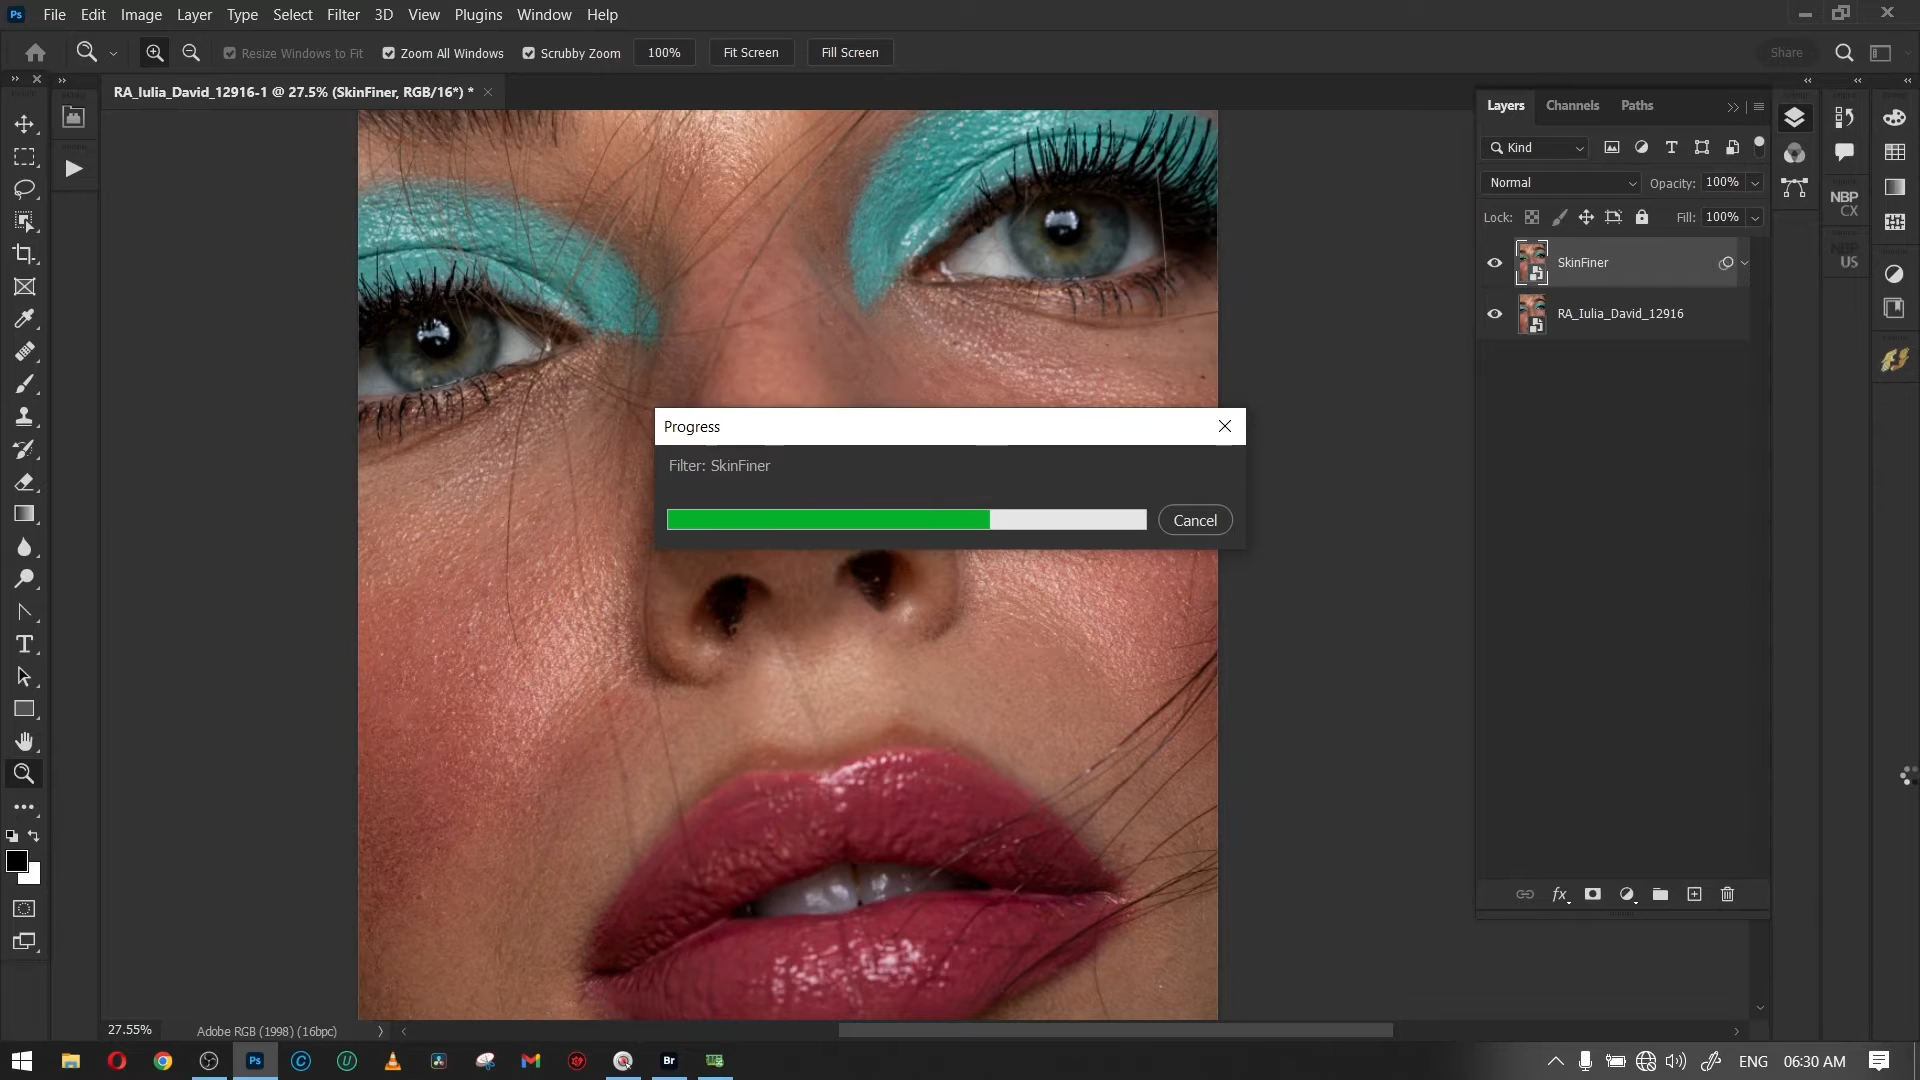 Ps File Edit Image Layer Type Select Filter 3D View Plugins Window Help
Resize Windows to Fit Zoom All Windows Scrubby Zoom 100% Fit Screen Fill Screen Share
RA_Iulia_David_12916-1 @ 27.5% (SkinFiner, RGB/16*) *
Layers Channels Paths
Kind
Normal Opacity: 100%
Lock: Fill: 100%
NBP
CX
NBP
US
SkinFiner
RA_Iulia_David_12916
Progress
Filter: SkinFiner
Cancel
27.55% Adobe RGB (1998) (16bpc)
Ps Br ENG 06:30 AM